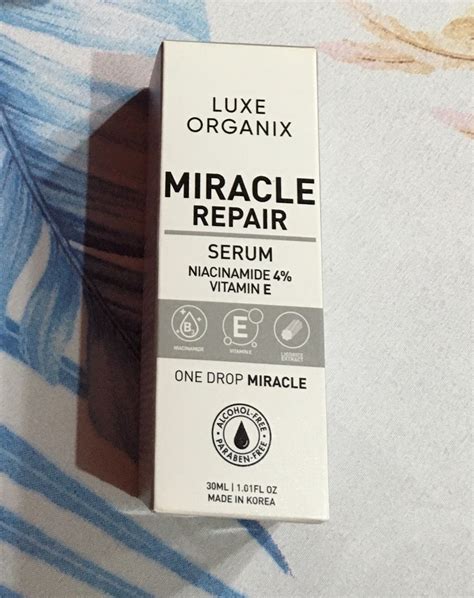 LUXE
ORGANIX
MIRACLE
REPAIR
SERUM
NIACINAMIDE 4%
VITAMIN E
B₃
E
NIACINAMIDE
VITAMIN E
LICORICE
EXTRACT
ONE DROP MIRACLE
ALCOHOL-FREE
PARABEN-FREE
30ML | 1.01FL OZ
MADE IN KOREA